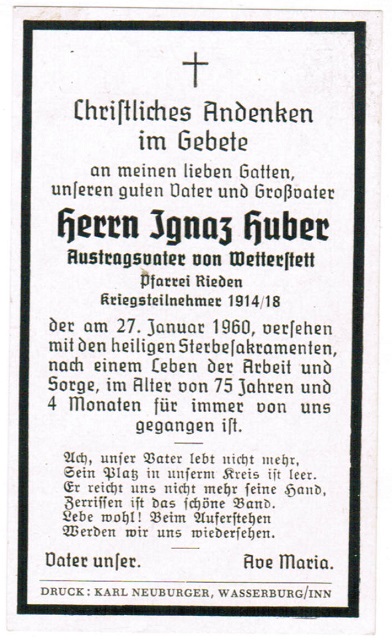 Christliches Andenken
im Gebete
an meinen lieben Gatten,
unseren guten Vater und Großvater
Herrn Ignaz Huber
Austragsvater von Wetterstett
Pfarrei Rieden
Kriegsteilnehmer 1914/18
der am 27. Januar 1960, versehen
mit den heiligen Sterbesakramenten,
nach einem Leben der Arbeit und
Sorge, im Alter von 75 Jahren und
4 Monaten für immer von uns
gegangen ist.
Ach, unser Vater lebt nicht mehr,
Sein Platz in unserm Kreis ist leer.
Er reicht uns nicht mehr seine Hand,
Zerrissen ist das schöne Band.
Lebe wohl! Beim Auferstehen
Werden wir uns wiedersehen.
Vater unser. Ave Maria.
DRUCK: KARL NEUBURGER, WASSERBURG/INN